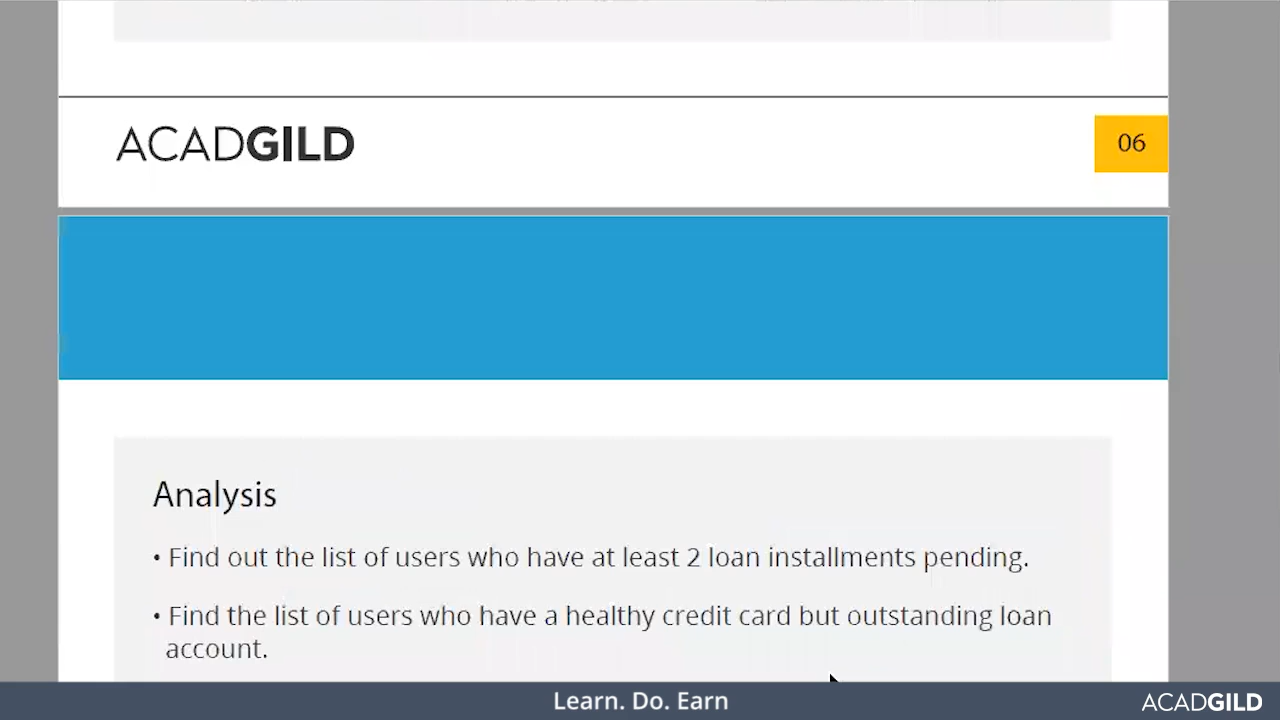 ACADGILD
06
Analysis
• Find out the list of users who have at least 2 loan installments pending.
• Find the list of users who have a healthy credit card but outstanding loan
account.
Learn. Do. Earn
ACADGILD